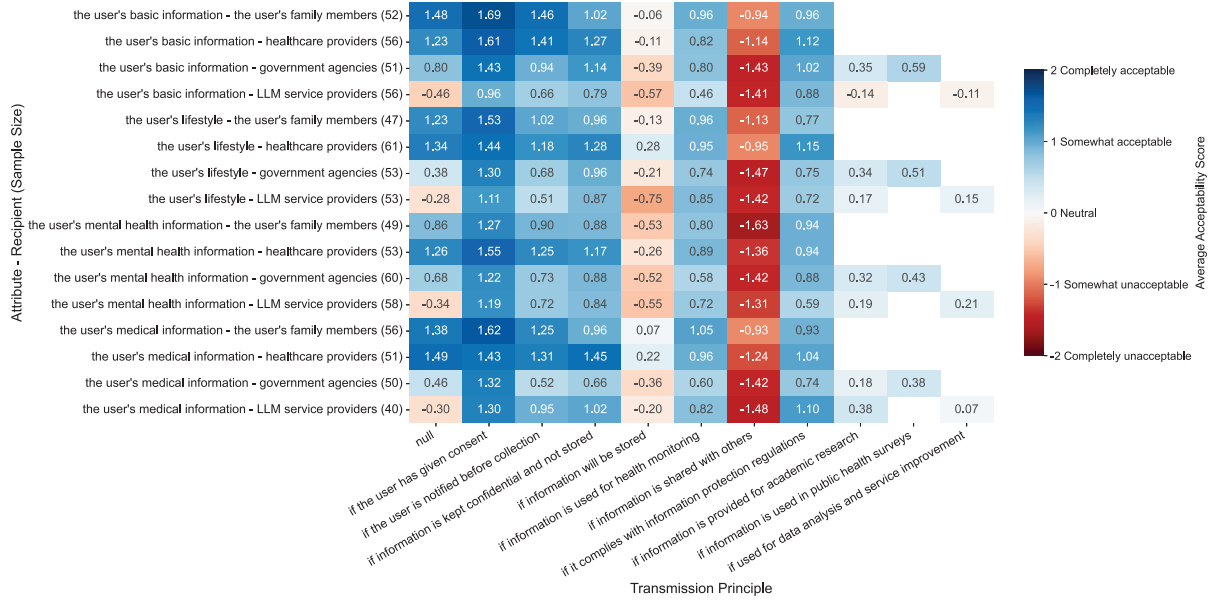 the user's basic information - the user's family members (52) 1.48 1.69 1.46 1.02 -0.06 0.96 -0.94 0.96
the user's basic information - healthcare providers (56) 1.23 1.61 1.41 1.27 -0.11 0.82 -1.14 1.12
the user's basic information - government agencies (51) 0.80 1.43 0.94 1.14 -0.39 0.80 -1.43 1.02 0.35 0.59
the user's basic information - LLM service providers (56) -0.46 0.96 0.66 0.79 -0.57 0.46 -1.41 0.88 -0.14 -0.11
the user's lifestyle - the user's family members (47) 1.23 1.53 1.02 0.96 -0.13 0.96 -1.13 0.77
the user's lifestyle - healthcare providers (61) 1.34 1.44 1.18 1.28 0.28 0.95 -0.95 1.15
the user's lifestyle - government agencies (53) 0.38 1.30 0.68 0.96 -0.21 0.74 -1.47 0.75 0.34 0.51
the user's lifestyle - LLM service providers (53) -0.28 1.11 0.51 0.87 -0.75 0.85 -1.42 0.72 0.17 0.15
the user's mental health information - the user's family members (49) 0.86 1.27 0.90 0.88 -0.53 0.80 -1.63 0.94
the user's mental health information - healthcare providers (53) 1.26 1.55 1.25 1.17 -0.26 0.89 -1.36 0.94
the user's mental health information - government agencies (60) 0.68 1.22 0.73 0.88 -0.52 0.58 -1.42 0.88 0.32 0.43
the user's mental health information - LLM service providers (58) -0.34 1.19 0.72 0.84 -0.55 0.72 -1.31 0.59 0.19 0.21
the user's medical information - the user's family members (56) 1.38 1.62 1.25 0.96 0.07 1.05 -0.93 0.93
the user's medical information - healthcare providers (51) 1.49 1.43 1.31 1.45 0.22 0.96 -1.24 1.04
the user's medical information - government agencies (50) 0.46 1.32 0.52 0.66 -0.36 0.60 -1.42 0.74 0.18 0.38
the user's medical information - LLM service providers (40) -0.30 1.30 0.95 1.02 -0.20 0.82 -1.48 1.10 0.38 0.07
Attribute - Recipient (Sample Size)
null
if the user has given consent
if the user is notified before collection
if information is kept confidential and not stored
if information will be stored
if information is used for health monitoring
if information is shared with others
if it complies with information protection regulations
if information is provided for academic research
if information is used in public health surveys
if used for data analysis and service improvement
Transmission Principle
2 Completely acceptable
1 Somewhat acceptable
0 Neutral
-1 Somewhat unacceptable
-2 Completely unacceptable
Average Acceptability Score